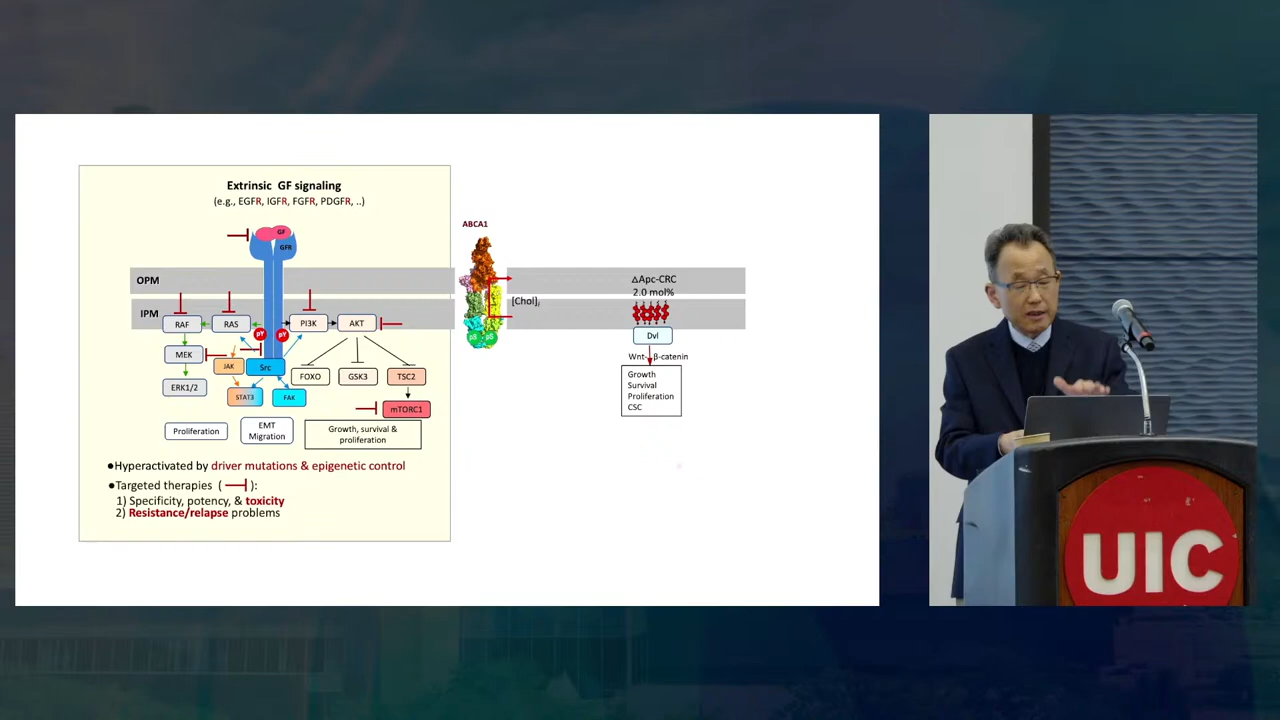 Extrinsic GF signaling
(e.g., EGFR, IGFR, FGFR, PDGFR, ..)
GF
GFR
OPM
IPM
RAF
RAS
PI3K
AKT
pY
pY
MEK
JAK
Src
FOXO
GSK3
TSC2
ERK1/2
STAT3
FAK
mTORC1
Proliferation
EMT
Migration
Growth, survival &
proliferation
●Hyperactivated by driver mutations & epigenetic control
●Targeted therapies ( ):
1) Specificity, potency, & toxicity
2) Resistance/relapse problems
ABCA1
[Chol]i
pS
pS
△Apc-CRC
2.0 mol%
Dvl
Wnt-β-catenin
Growth
Survival
Proliferation
CSC
UIC